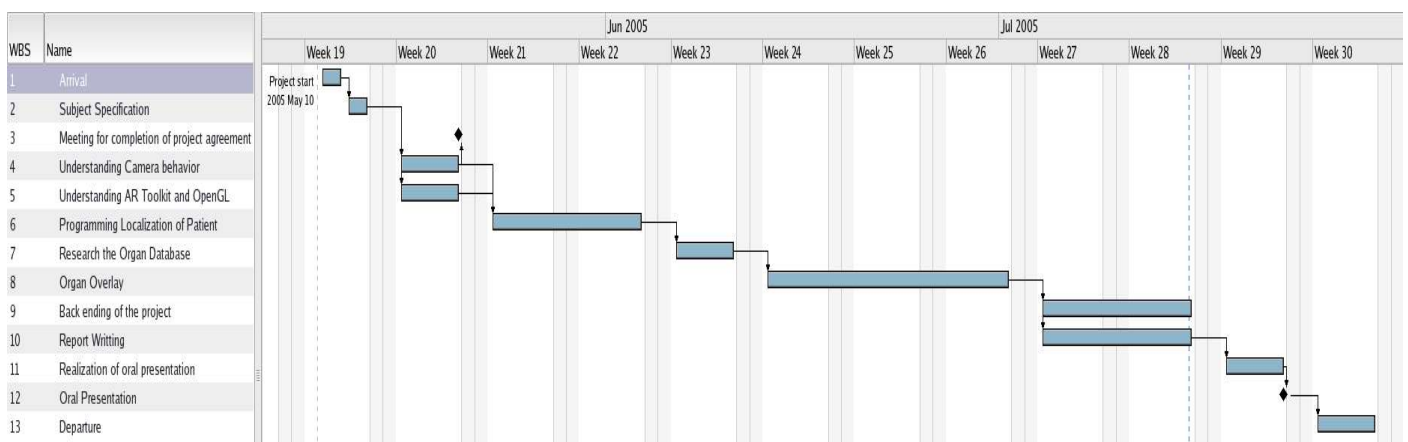 Jun 2005 Jul 2005
WBS Name Week 19 Week 20 Week 21 Week 22 Week 23 Week 24 Week 25 Week 26 Week 27 Week 28 Week 29 Week 30
1 Arrival
Project start
2005 May 10
2 Subject Specification
3 Meeting for completion of project agreement
4 Understanding Camera behavior
5 Understanding AR Toolkit and OpenGL
6 Programming Localization of Patient
7 Research the Organ Database
8 Organ Overlay
9 Back ending of the project
10 Report Writting
11 Realization of oral presentation
12 Oral Presentation
13 Departure